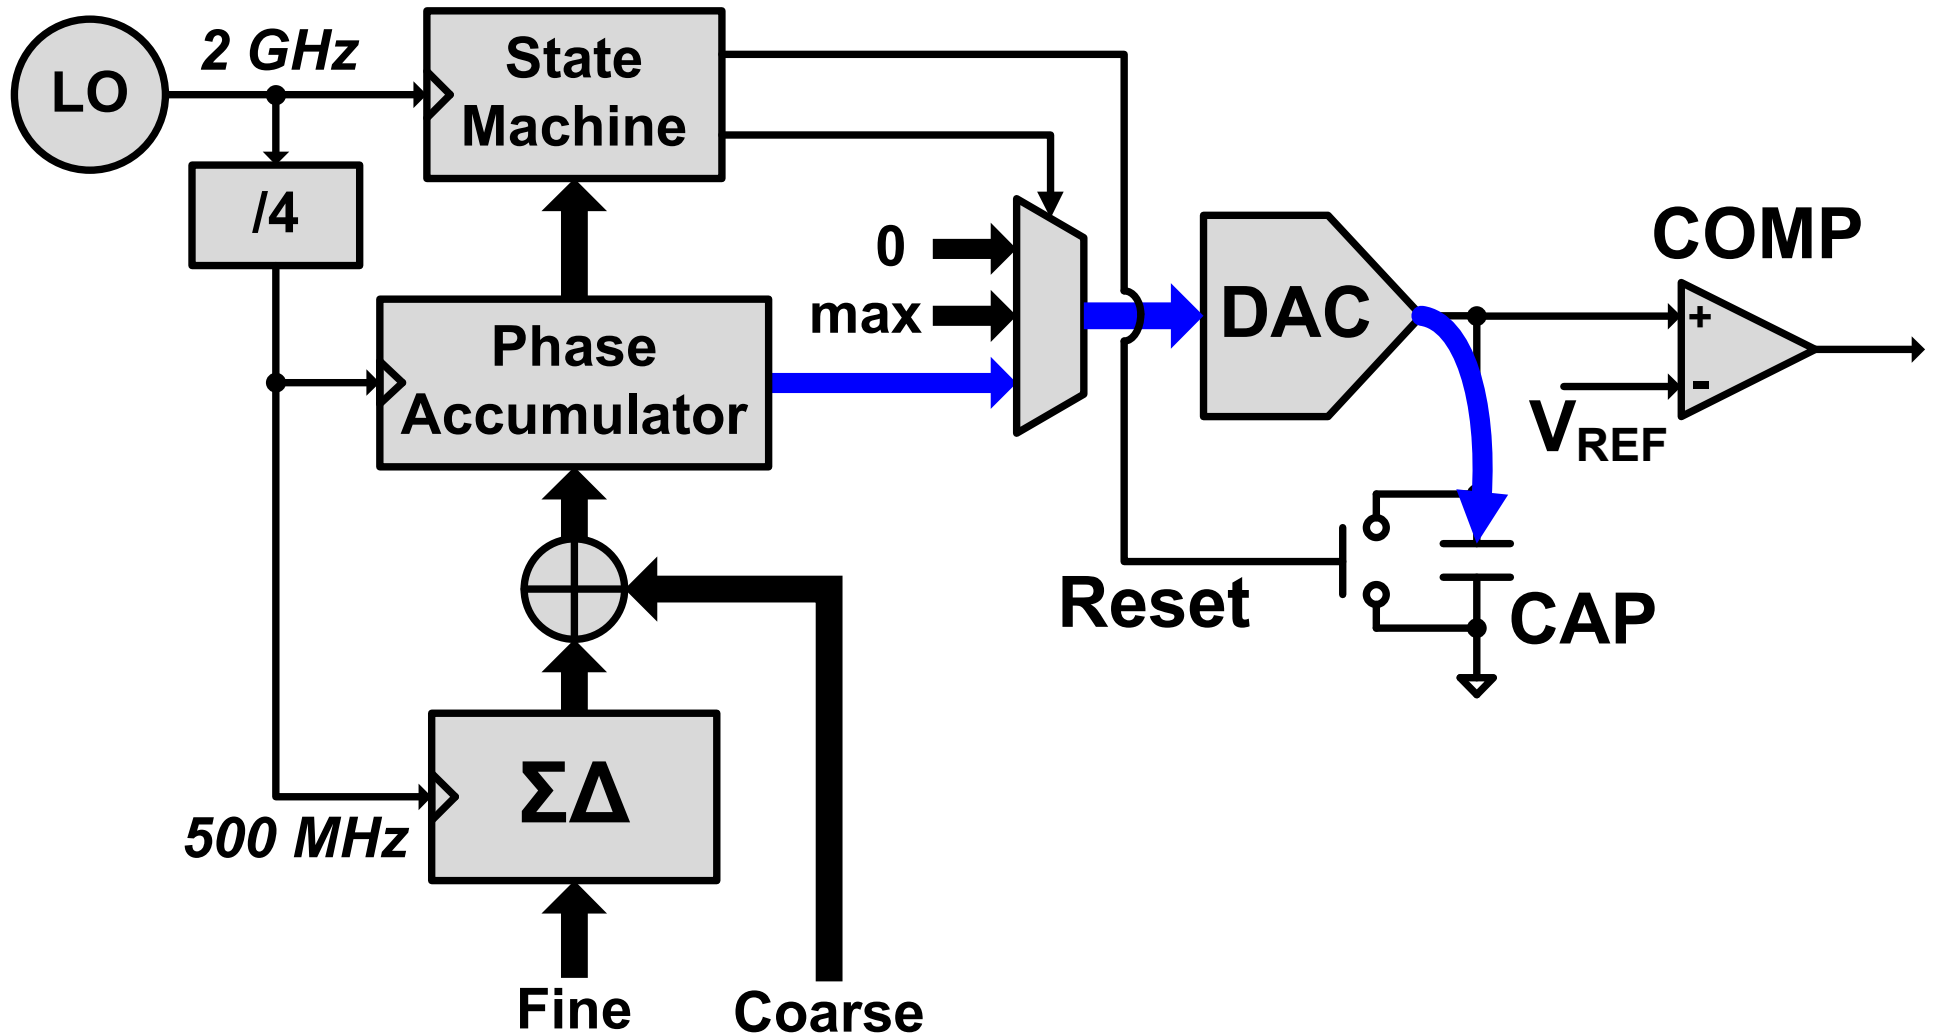 LO
2 GHz
State
Machine
/4
0
max
Phase
Accumulator
DAC
COMP
+
-
VREF
Reset
CAP
ΣΔ
500 MHz
Fine
Coarse